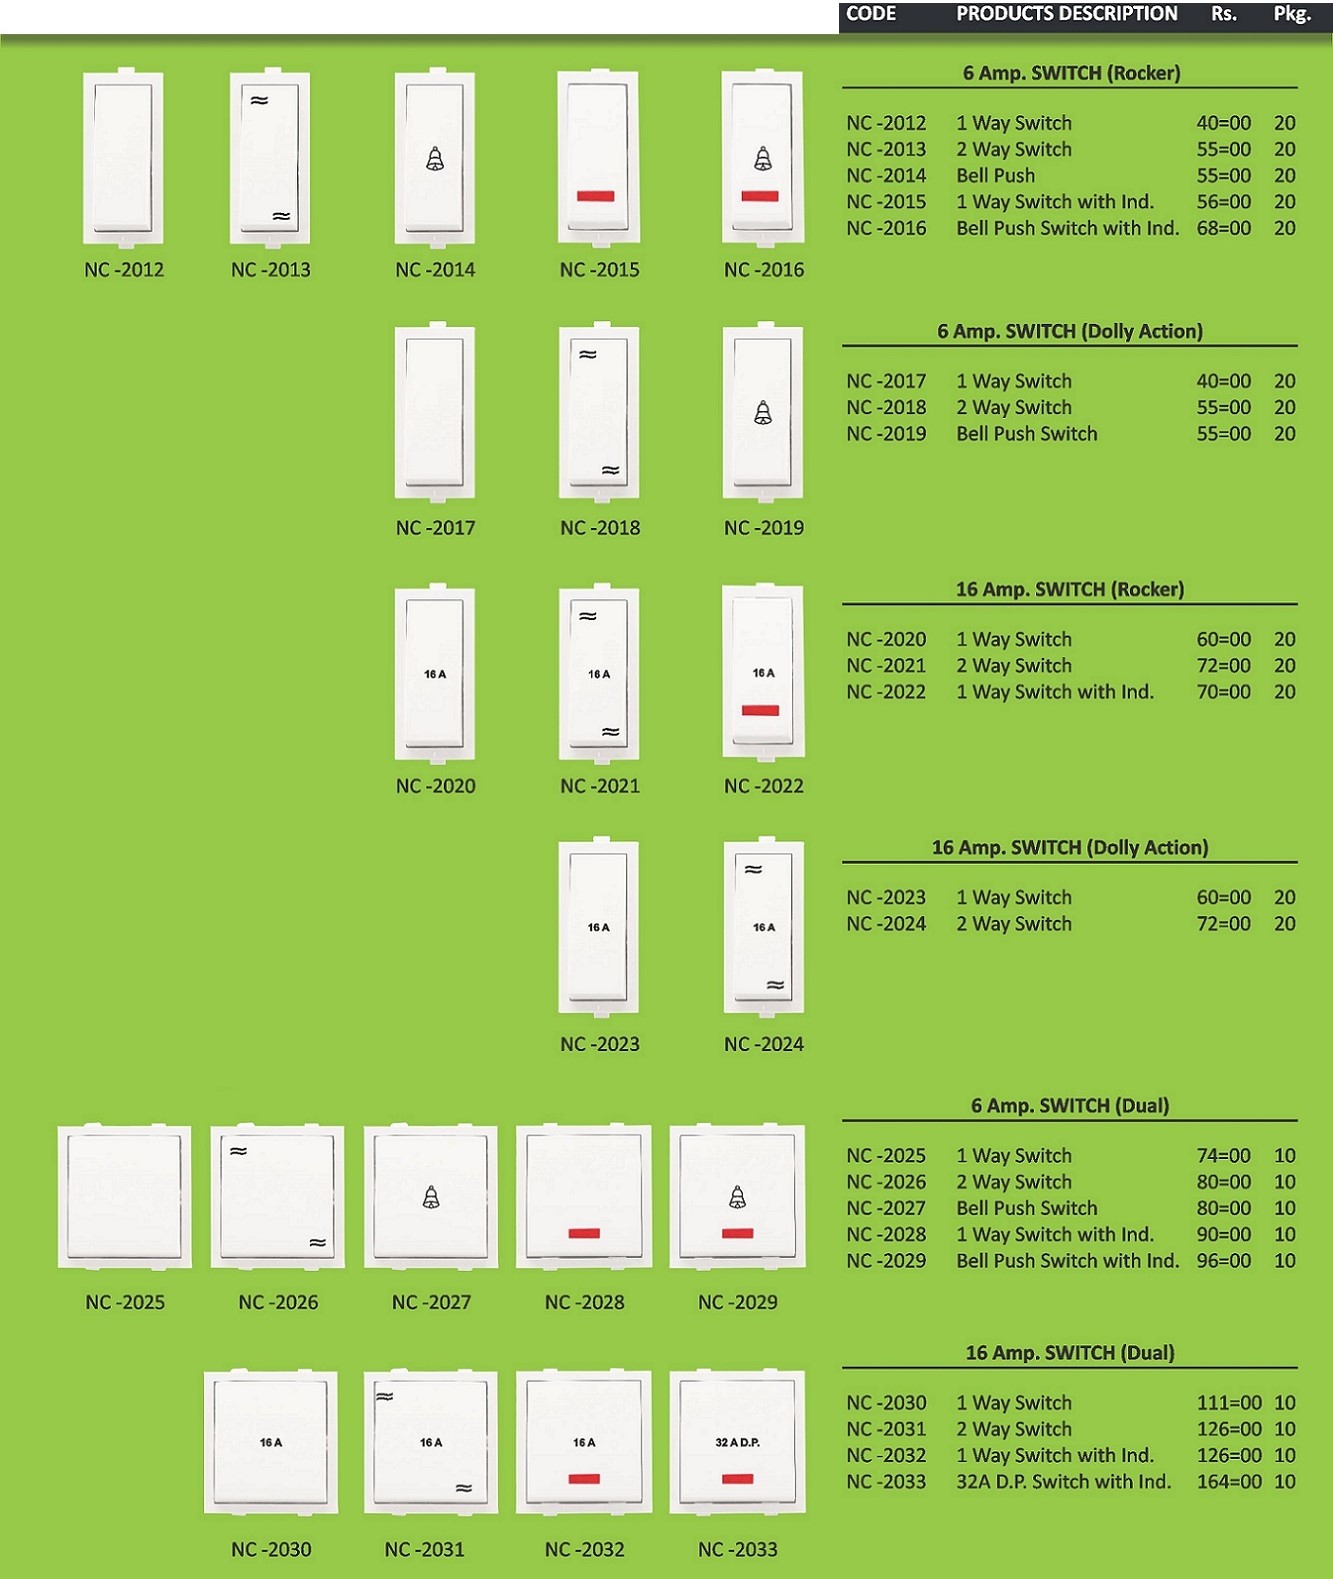 CODE PRODUCTS DESCRIPTION Rs. Pkg.
6 Amp. SWITCH (Rocker)
NC -2012 1 Way Switch 40=00 20
NC -2013 2 Way Switch 55=00 20
NC -2014 Bell Push 55=00 20
NC -2015 1 Way Switch with Ind. 56=00 20
NC -2016 Bell Push Switch with Ind. 68=00 20
NC -2012 NC -2013 NC -2014 NC -2015 NC -2016
6 Amp. SWITCH (Dolly Action)
NC -2017 1 Way Switch 40=00 20
NC -2018 2 Way Switch 55=00 20
NC -2019 Bell Push Switch 55=00 20
NC -2017 NC -2018 NC -2019
16 Amp. SWITCH (Rocker)
NC -2020 1 Way Switch 60=00 20
NC -2021 2 Way Switch 72=00 20
NC -2022 1 Way Switch with Ind. 70=00 20
16 A 16 A 16 A
NC -2020 NC -2021 NC -2022
16 Amp. SWITCH (Dolly Action)
NC -2023 1 Way Switch 60=00 20
NC -2024 2 Way Switch 72=00 20
16 A 16 A
NC -2023 NC -2024
6 Amp. SWITCH (Dual)
NC -2025 1 Way Switch 74=00 10
NC -2026 2 Way Switch 80=00 10
NC -2027 Bell Push Switch 80=00 10
NC -2028 1 Way Switch with Ind. 90=00 10
NC -2029 Bell Push Switch with Ind. 96=00 10
NC -2025 NC -2026 NC -2027 NC -2028 NC -2029
16 Amp. SWITCH (Dual)
NC -2030 1 Way Switch 111=00 10
NC -2031 2 Way Switch 126=00 10
NC -2032 1 Way Switch with Ind. 126=00 10
NC -2033 32A D.P. Switch with Ind. 164=00 10
16 A 16 A 16 A 32 A D.P.
NC -2030 NC -2031 NC -2032 NC -2033